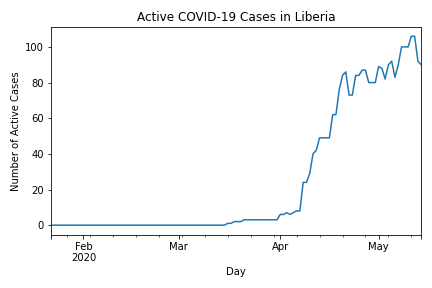 Active COVID-19 Cases in Liberia
Number of Active Cases
100
80
60
40
20
0
Feb
2020
Mar
Apr
May
Day